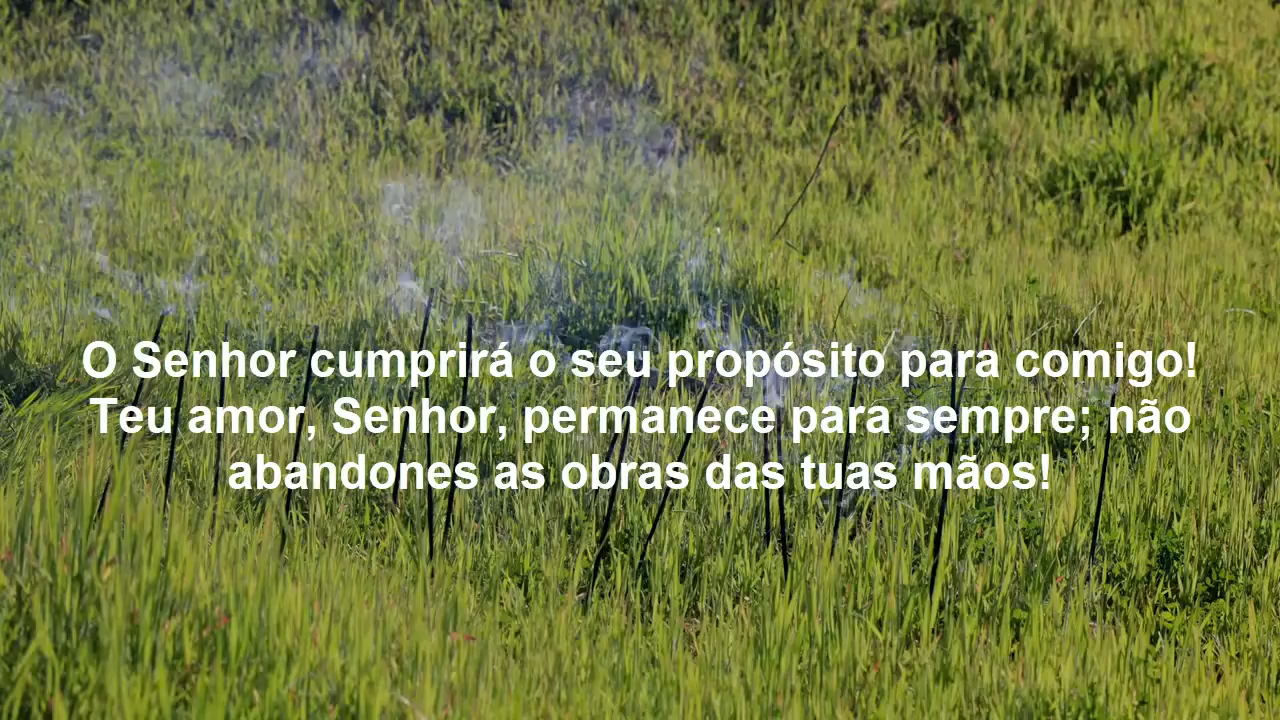 O Senhor cumprirá o seu propósito para comigo!
Teu amor, Senhor, permanece para sempre; não
abandones as obras das tuas mãos!